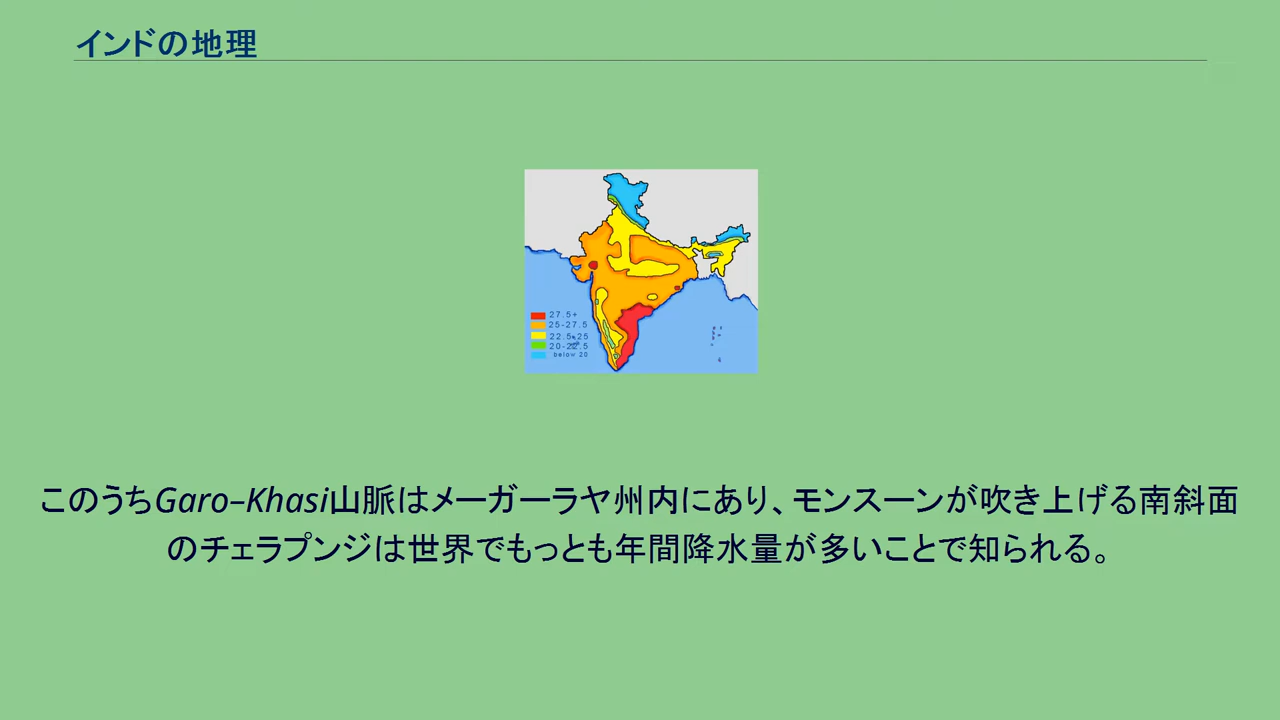 インドの地理
27.5+
25-27.5
22.5-25
20-22.5
below 20
このうちGaro–Khasi山脈はメーガーラヤ州内にあり、モンスーンが吹き上げる南斜面
のチェラプンジは世界でもっとも年間降水量が多いことで知られる。